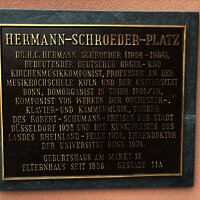 HERMANN-SCHROEDER-PLATZ
DR.H.C. HERMANN SCHROEDER (1904-1984),
BEDEUTENDER DEUTSCHER ORGEL- UND
KIRCHENMUSIKKOMPONIST, PROFESSOR AN DER
MUSIKHOCHSCHULE KÖLN UND DER UNIVERSITÄT
BONN, DOMORGANIST IN TRIER 1938/39,
KOMPONIST VON WERKEN DER ORCHESTER-,
KLAVIER- UND KAMMERMUSIK, TRÄGER
DES ROBERT-SCHUMANN-PREISES DER STADT
DÜSSELDORF 1952 UND DES KUNSTPREISES DES
LANDES RHEINLAND-PFALZ 1956, EHRENDOKTOR
DER UNIVERSITÄT BONN 1974.
GEBURTSHAUS AM MARKT 18
ELTERNHAUS SEIT 1906 GESTADE 11A